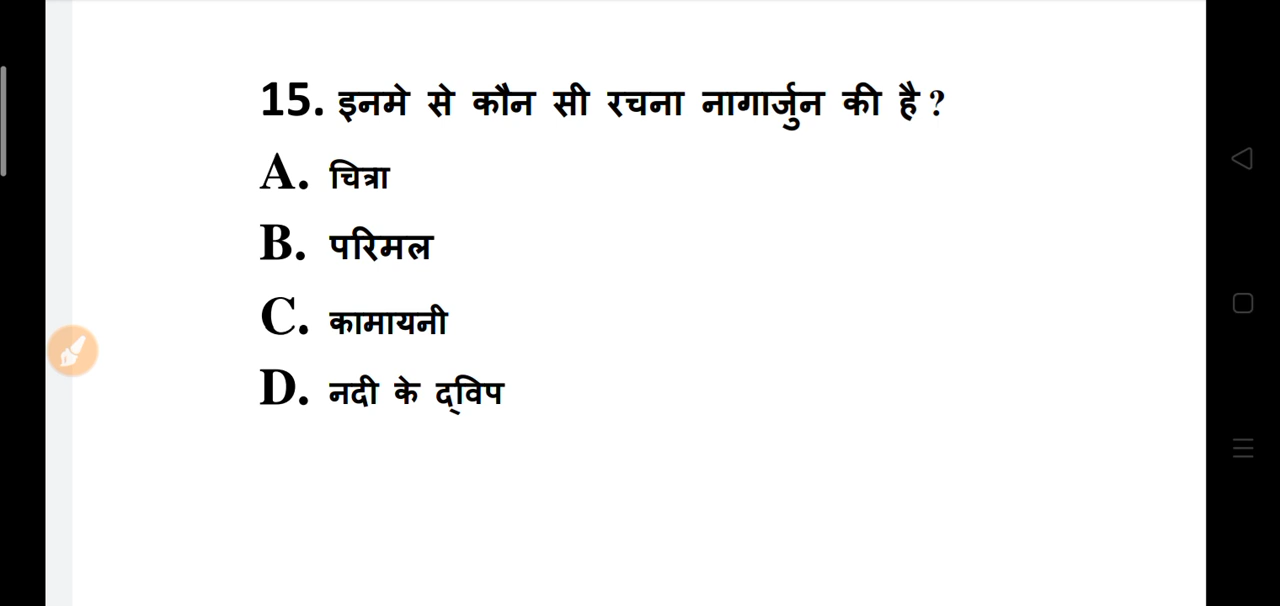 15. इनमे से कौन सी रचना नागार्जुन की है ?
A. चित्रा
B. परिमल
C. कामायनी
D. नदी के द्विप